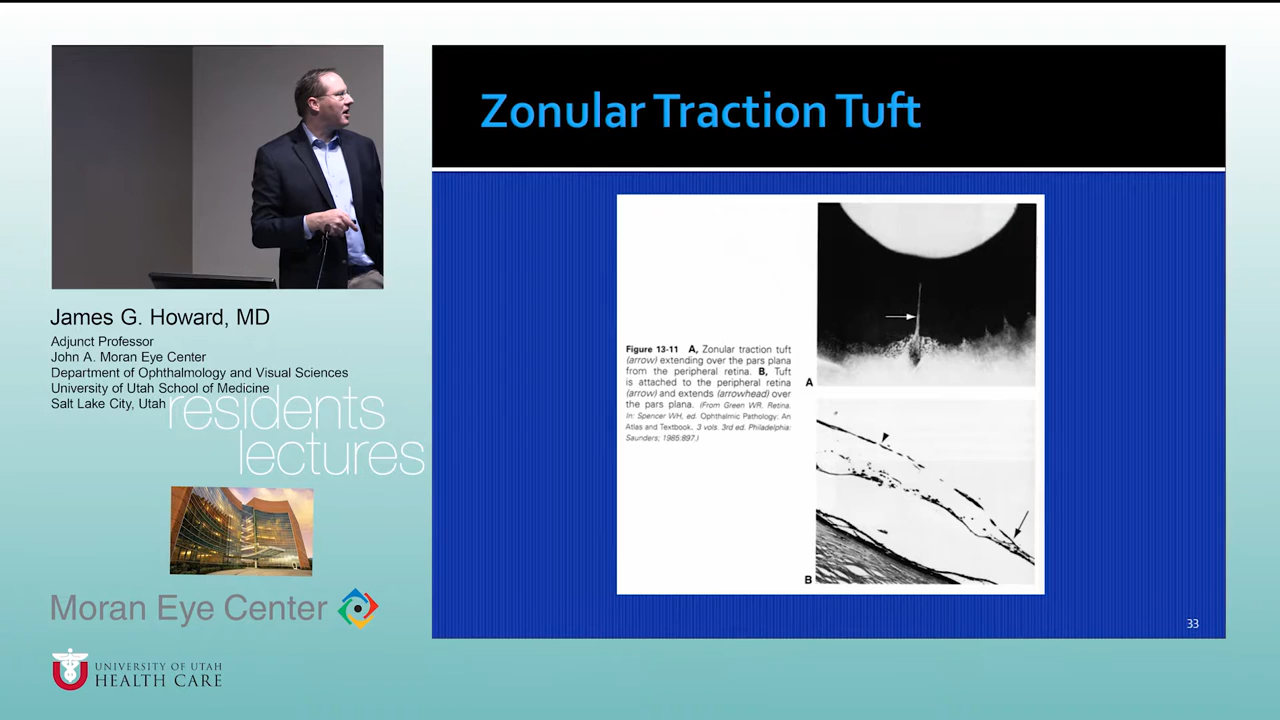 Zonular Traction Tuft
Figure 13-11 A, Zonular traction tuft
(arrow) extending over the pars plana
from the peripheral retina. B, Tuft
is attached to the peripheral retina
(arrow) and extends (arrowhead) over
the pars plana. (From Green WR. Retina.
In: Spencer WH, ed. Ophthalmic Pathology: An
Atlas and Textbook. 3 vols. 3rd ed. Philadelphia:
Saunders; 1985:897.)
A
B
33
James G. Howard, MD
Adjunct Professor
John A. Moran Eye Center
Department of Ophthalmology and Visual Sciences
University of Utah School of Medicine
Salt Lake City, Utah
residents
lectures
Moran Eye Center
U
UNIVERSITY OF UTAH
HEALTH CARE